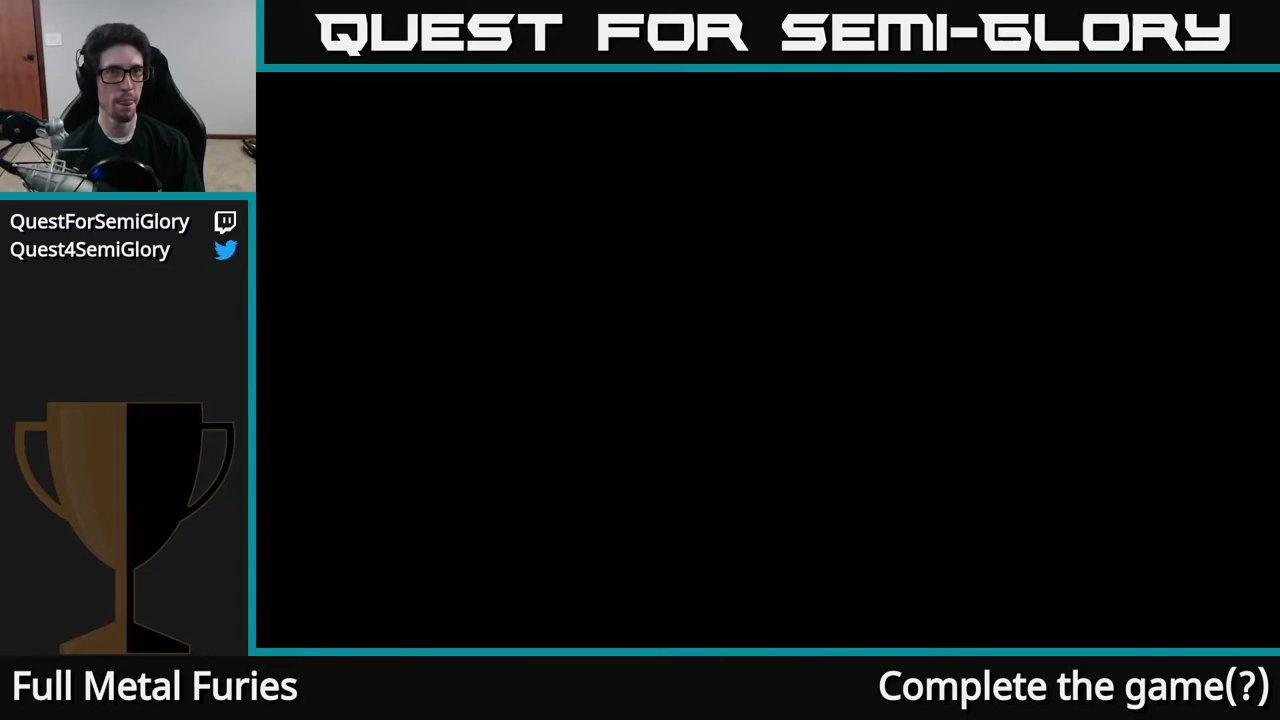 QUEST FOR SEMI-GLORY
QuestForSemiGlory
Quest4SemiGlory
Full Metal Furies
Complete the game(?)